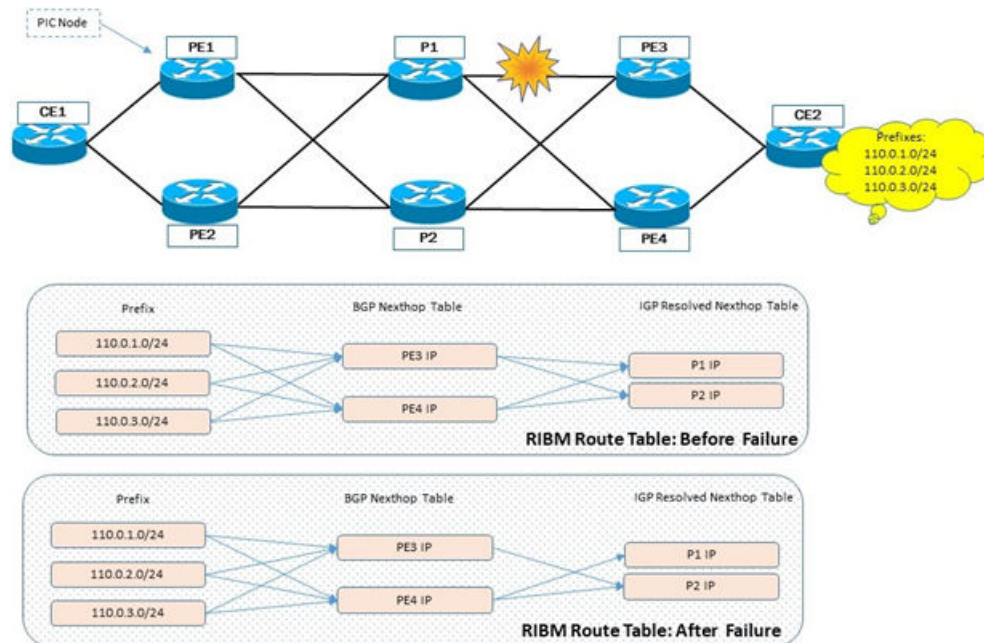 PIC Node
PE1
P1
PE3
CE1
CE2
Prefixes:
110.0.1.0/24
110.0.2.0/24
110.0.3.0/24
PE2
P2
PE4
Prefix
BGP Nexthop Table
IGP Resolved Nexthop Table
110.0.1.0/24
PE3 IP
P1 IP
110.0.2.0/24
P2 IP
110.0.3.0/24
PE4 IP
RIBM Route Table: Before Failure
Prefix
BGP Nexthop Table
IGP Resolved Nexthop Table
110.0.1.0/24
PE3 IP
P1 IP
110.0.2.0/24
P2 IP
110.0.3.0/24
PE4 IP
RIBM Route Table: After Failure